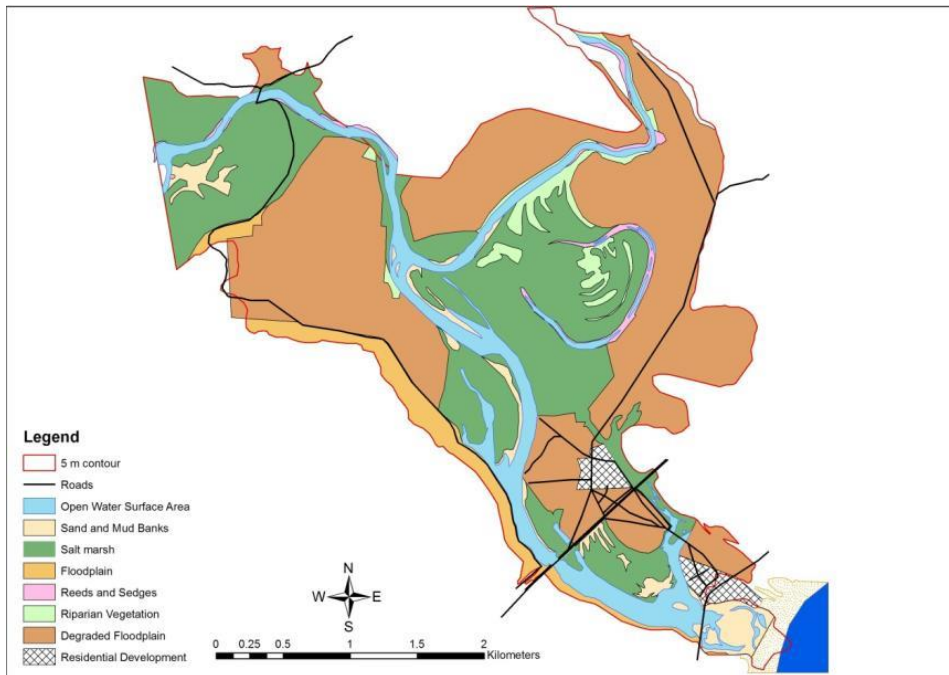 N
W E
S
Legend
5 m contour
Roads
Open Water Surface Area
Sand and Mud Banks
Salt marsh
Floodplain
Reeds and Sedges
Riparian Vegetation
Degraded Floodplain
Residential Development
0 0.25 0.5 1 1.5 2
Kilometers